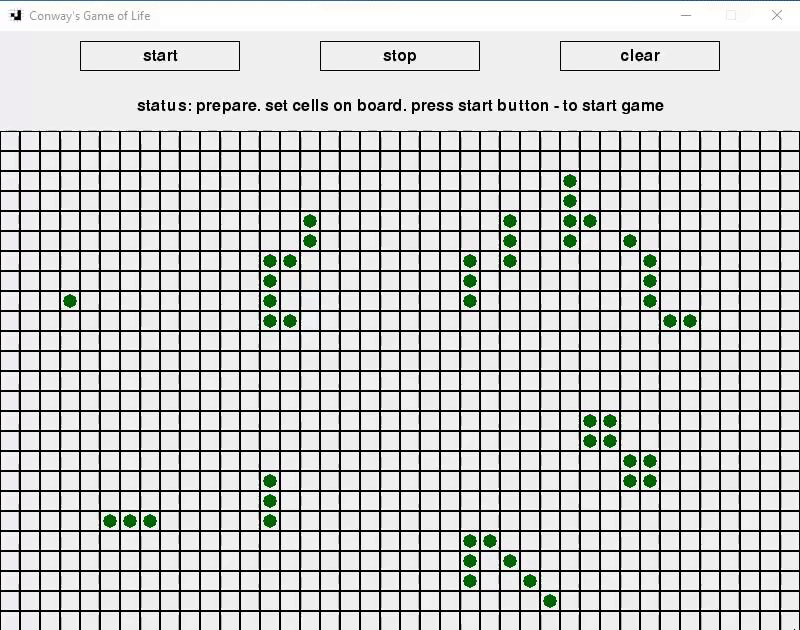 Conway's Game of Life
start stop clear
status: prepare. set cells on board. press start button - to start game